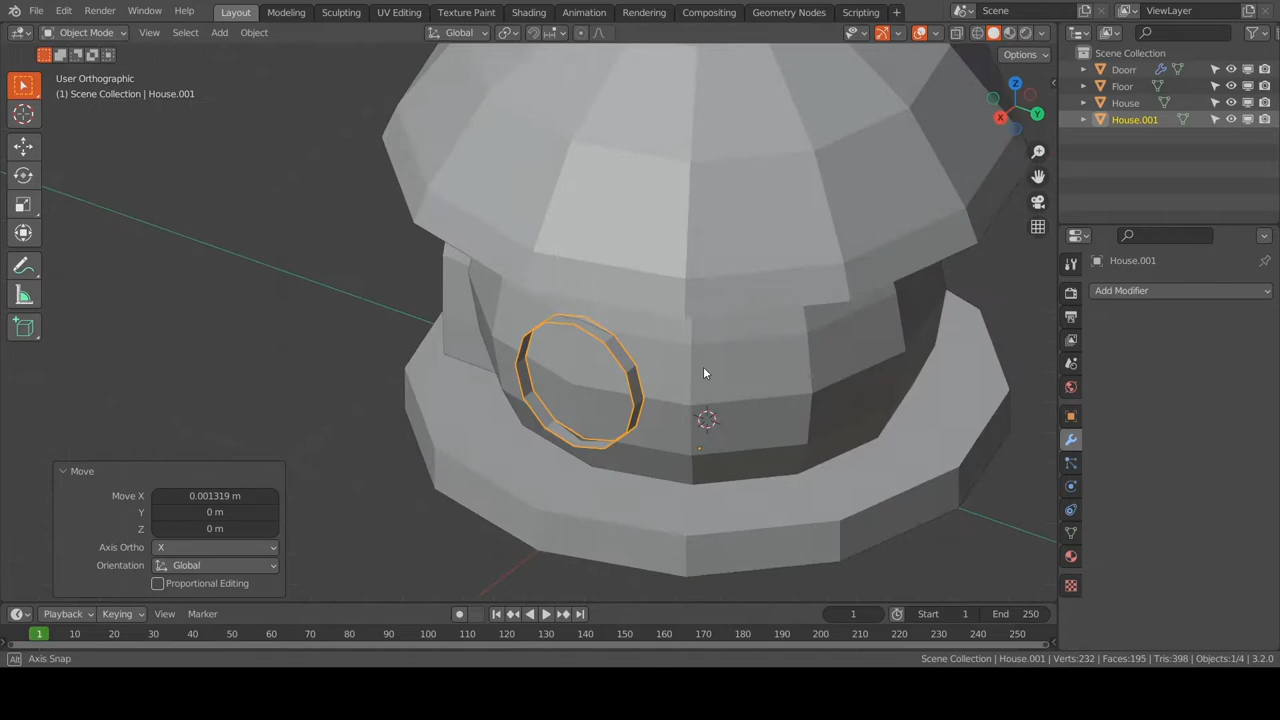 File Edit Render Window Help Layout Modeling Sculpting UV Editing Texture Paint Shading Animation Rendering Compositing Geometry Nodes Scripting + Scene ViewLayer
Object Mode View Select Add Object Global
Options
User Orthographic
(1) Scene Collection | House.001
Scene Collection
Doorr
Floor
House
House.001
Z
Y
X
House.001
Add Modifier
Move
Move X 0.001319 m
Y 0 m
Z 0 m
Axis Ortho X
Orientation Global
Proportional Editing
Playback Keying View Marker 1 Start 1 End 250
1 10 20 30 40 50 60 70 80 90 100 110 120 130 140 150 160 170 180 190 200 210 220 230 240 250
Alt Axis Snap Scene Collection | House.001 | Verts:232 | Faces:195 | Tris:398 | Objects:1/4 | 3.2.0